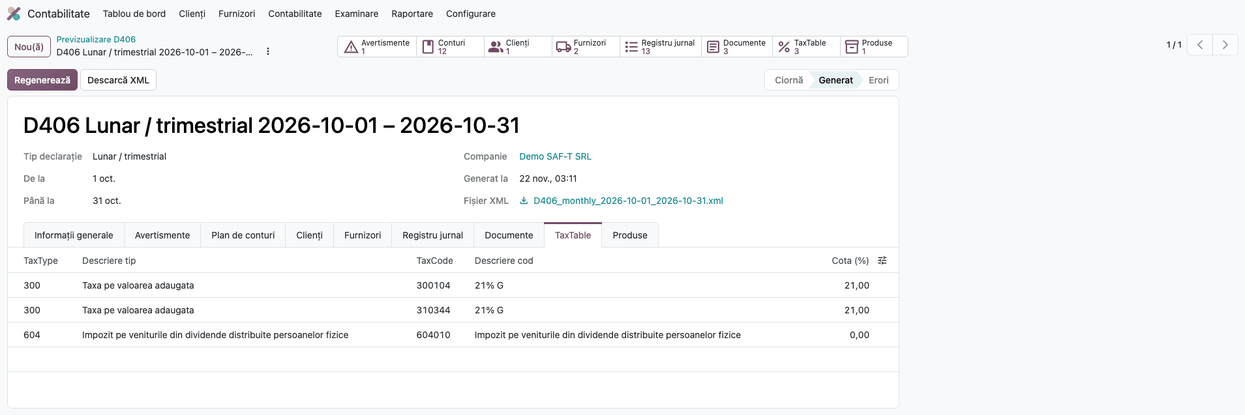 Contabilitate Tablou de bord Clienți Furnizori Contabilitate Examinare Raportare Configurare
Nou(ă) Previzualizare D406
D406 Lunar / trimestrial 2026-10-01 – 2026-...
Avertismente 1 Conturi 12 Clienți 1 Furnizori 2 Registru jurnal 13 Documente 3 TaxTable 3 Produse 1
1 / 1
Regenerează Descarcă XML Ciornă Generat Erori
D406 Lunar / trimestrial 2026-10-01 – 2026-10-31
Tip declarație Lunar / trimestrial Companie Demo SAF-T SRL
De la 1 oct. Generat la 22 nov., 03:11
Până la 31 oct. Fișier XML D406_monthly_2026-10-01_2026-10-31.xml
Informații generale Avertismente Plan de conturi Clienți Furnizori Registru jurnal Documente TaxTable Produse
TaxType Descriere tip TaxCode Descriere cod Cota (%)
300 Taxa pe valoarea adaugata 300104 21% G 21,00
300 Taxa pe valoarea adaugata 310344 21% G 21,00
604 Impozit pe veniturile din dividende distribuite persoanelor fizice 604010 Impozit pe veniturile din dividende distribuite persoanelor fizice 0,00